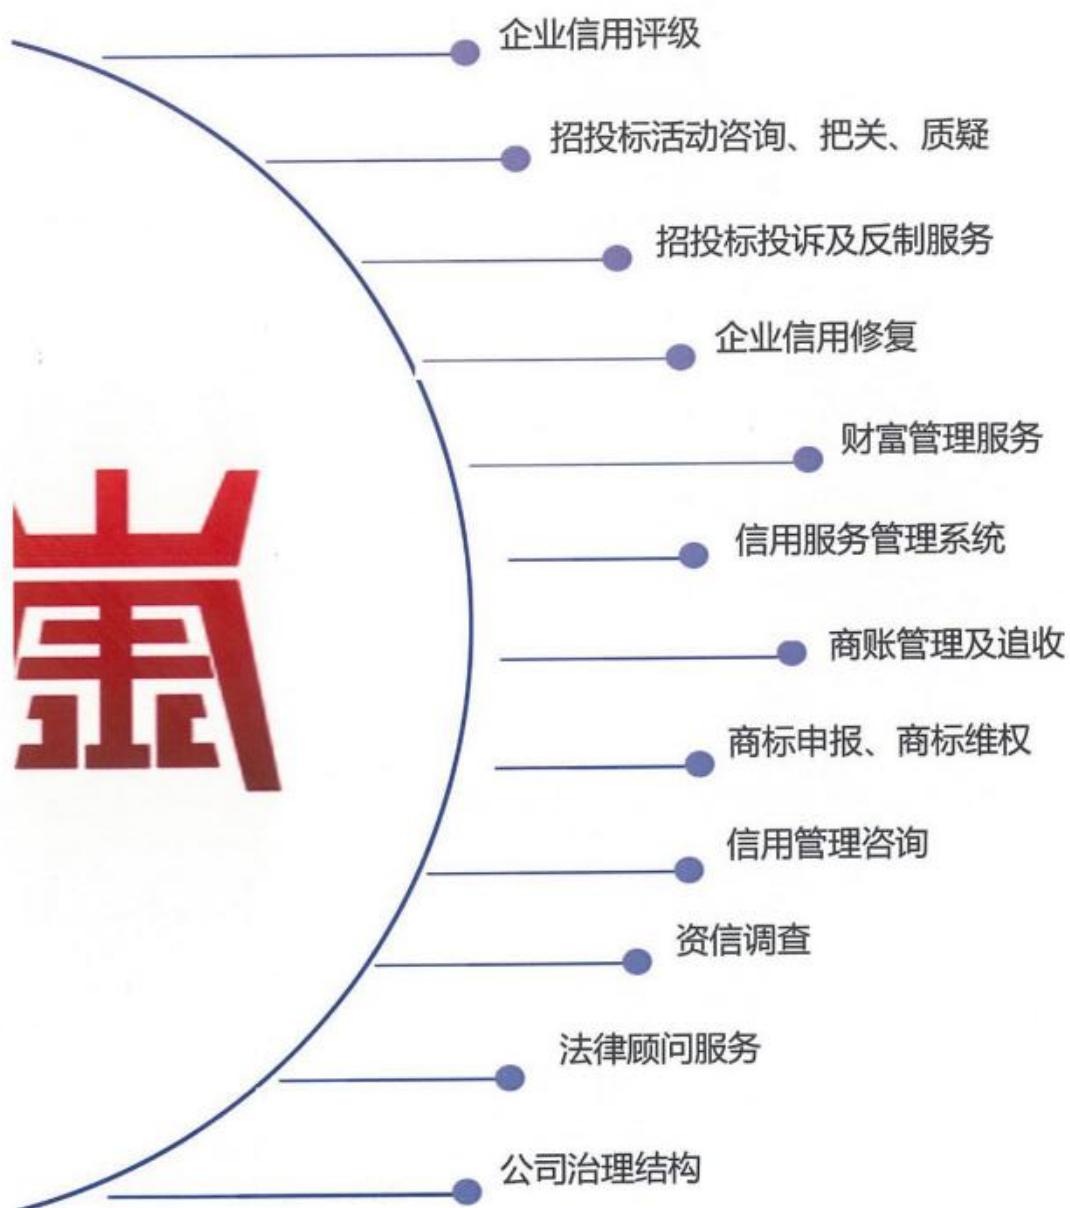 企业信用评级
招投标活动咨询、把关、质疑
招投标投诉及反制服务
企业信用修复
财富管理服务
信用服务管理系统
商账管理及追收
商标申报、商标维权
信用管理咨询
资信调查
法律顾问服务
公司治理结构